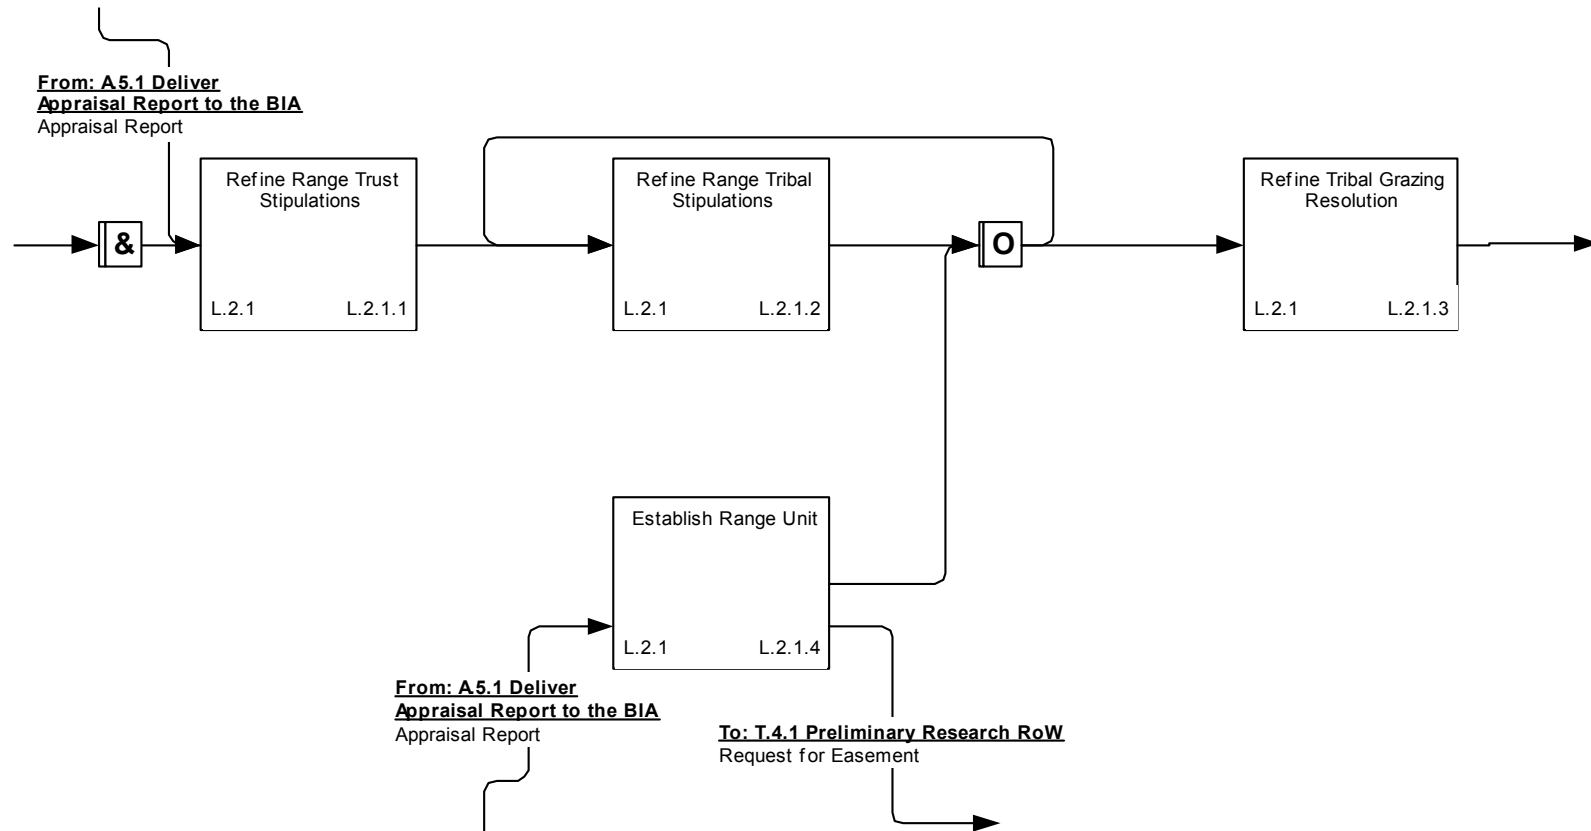 From: A.5.1 Deliver
Appraisal Report to the BIA
Appraisal Report
Refine Range Trust
Stipulations
Refine Range Tribal
Stipulations
Refine Tribal Grazing
Resolution
&
O
L.2.1 L.2.1.1
L.2.1 L.2.1.2
L.2.1 L.2.1.3
Establish Range Unit
L.2.1 L.2.1.4
From: A.5.1 Deliver
Appraisal Report to the BIA
Appraisal Report
To: T.4.1 Preliminary Research RoW
Request for Easement